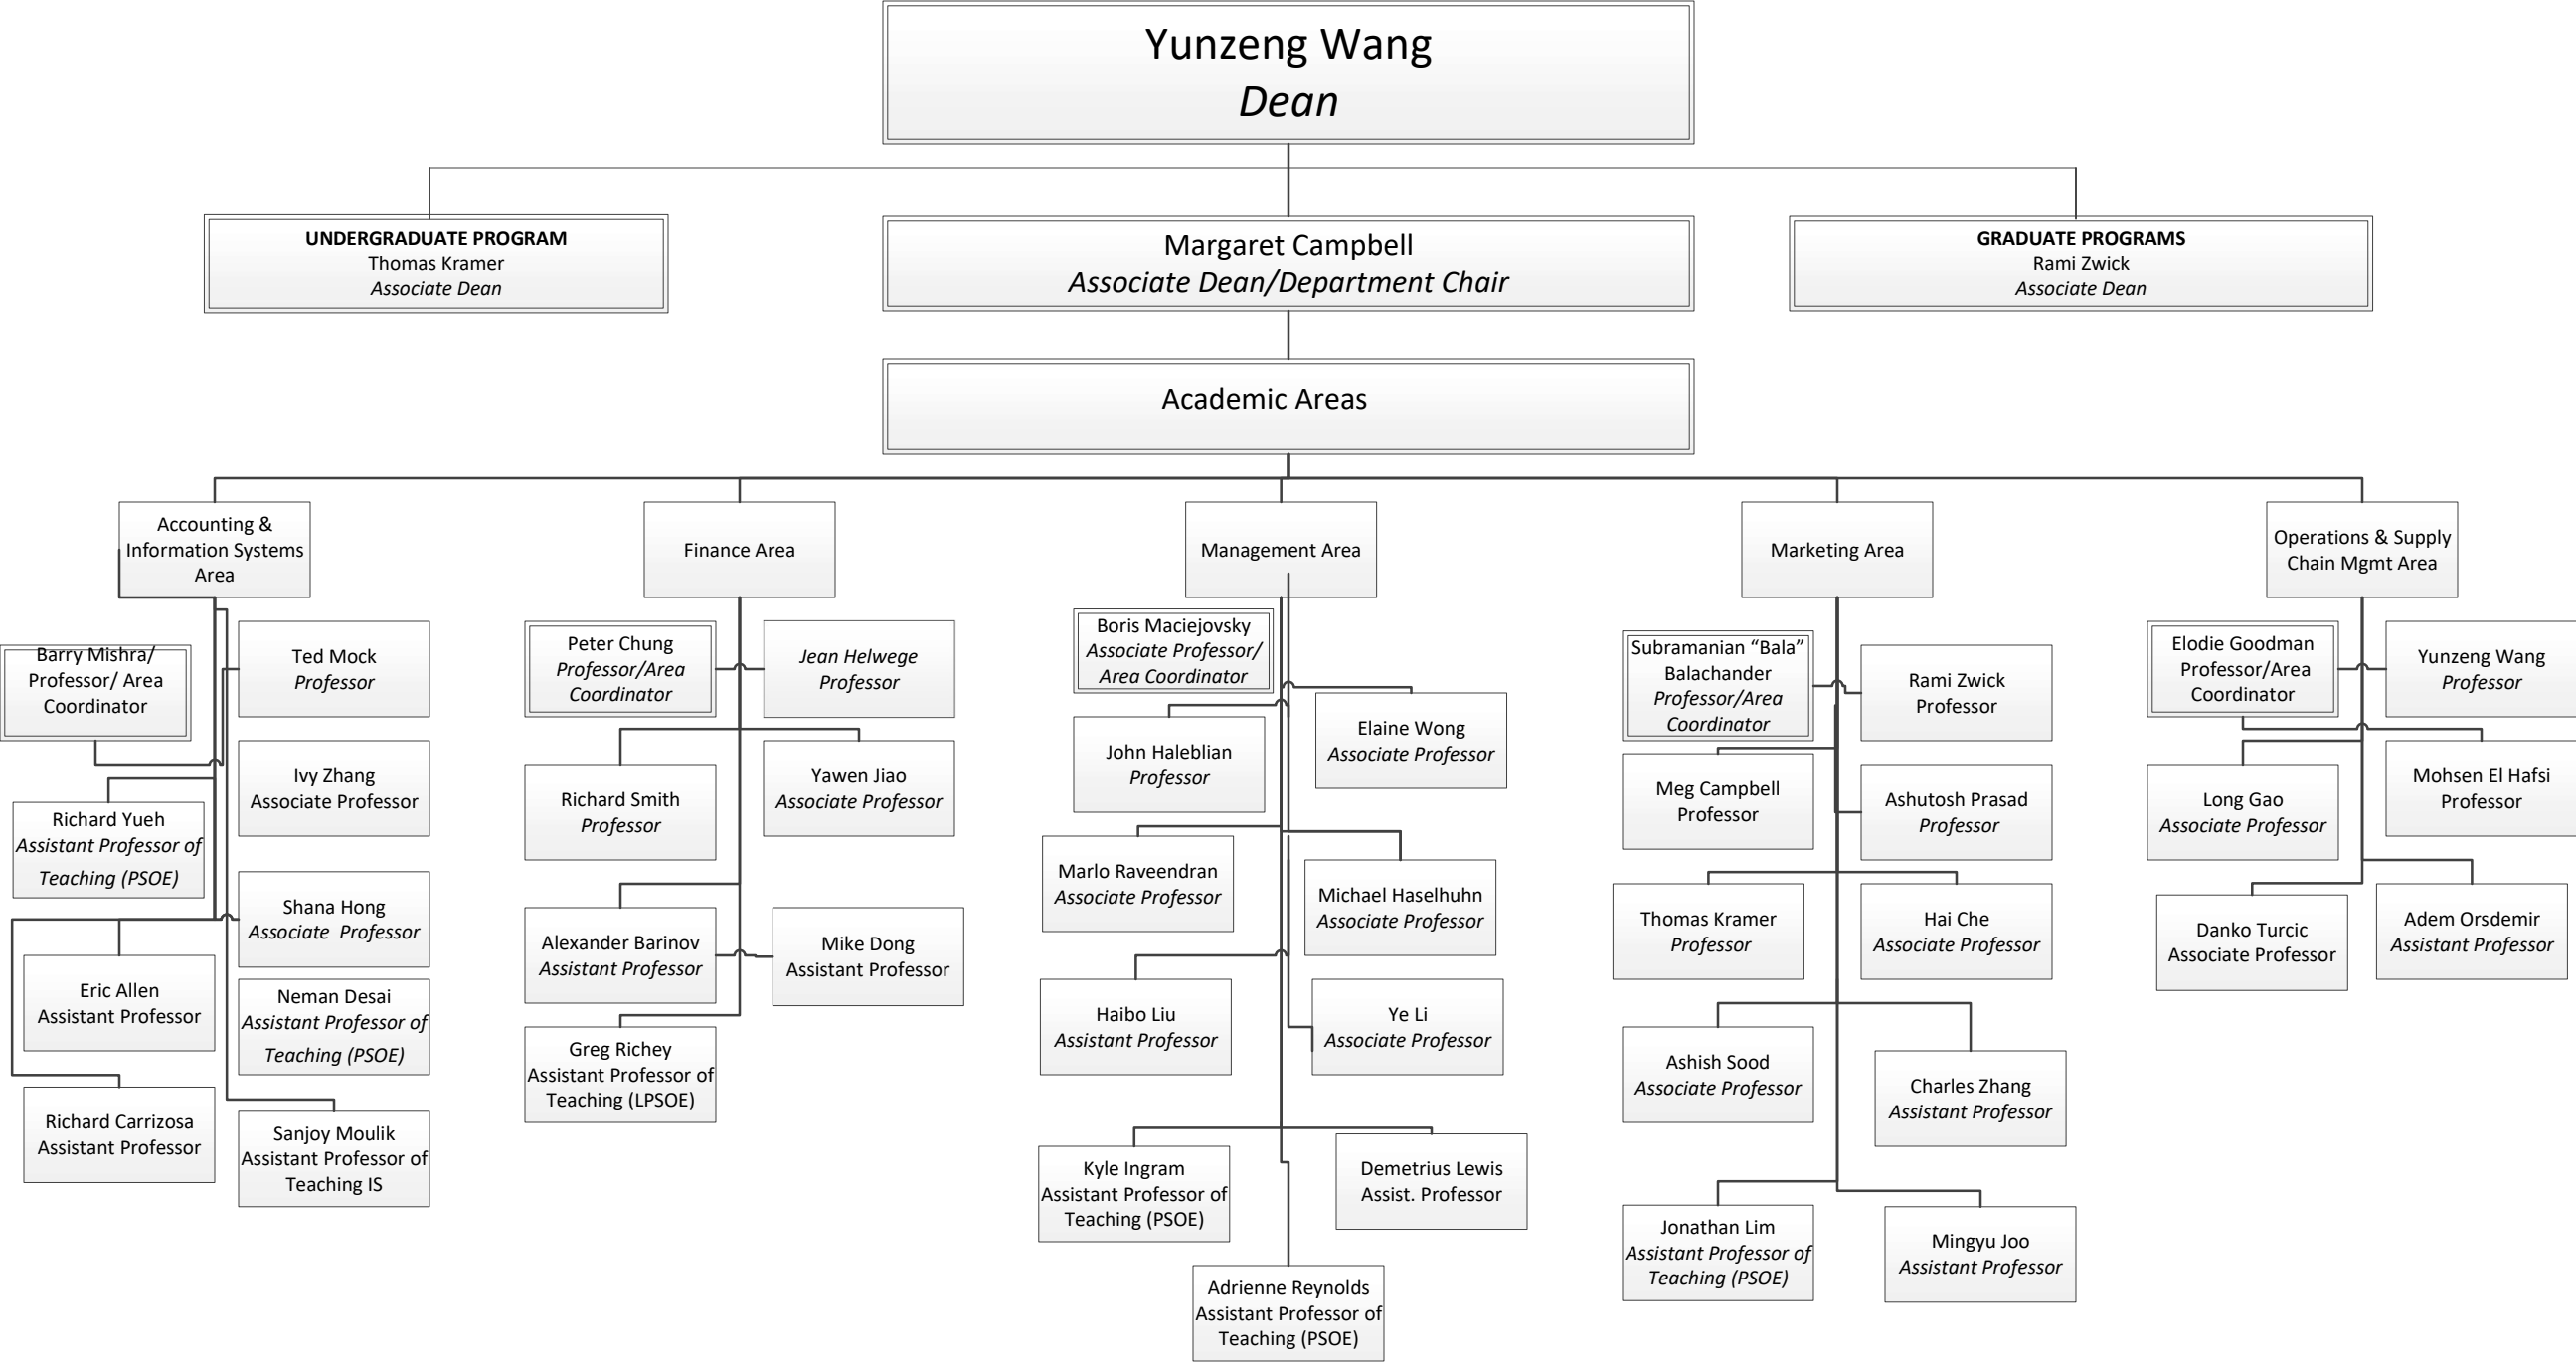 Yunzeng Wang
Dean
UNDERGRADUATE PROGRAM
Thomas Kramer
Associate Dean
Margaret Campbell
Associate Dean/Department Chair
GRADUATE PROGRAMS
Rami Zwick
Associate Dean
Academic Areas
Accounting &
Information Systems
Area
Finance Area
Management Area
Marketing Area
Operations & Supply
Chain Mgmt Area
Barry Mishra/
Professor/ Area
Coordinator
Ted Mock
Professor
Ivy Zhang
Associate Professor
Richard Yueh
Assistant Professor of
Teaching (PSOE)
Shana Hong
Associate  Professor
Eric Allen
Assistant Professor
Neman Desai
Assistant Professor of
Teaching (PSOE)
Richard Carrizosa
Assistant Professor
Sanjoy Moulik
Assistant Professor of
Teaching IS
Peter Chung
Professor/Area
Coordinator
Jean Helwege
Professor
Richard Smith
Professor
Yawen Jiao
Associate Professor
Alexander Barinov
Assistant Professor
Mike Dong
Assistant Professor
Greg Richey
Assistant Professor of
Teaching (LPSOE)
Boris Maciejovsky
Associate Professor/
Area Coordinator
Elaine Wong
Associate Professor
John Haleblian
Professor
Marlo Raveendran
Associate Professor
Michael Haselhuhn
Associate Professor
Haibo Liu
Assistant Professor
Ye Li
Associate Professor
Kyle Ingram
Assistant Professor of
Teaching (PSOE)
Demetrius Lewis
Assist. Professor
Adrienne Reynolds
Assistant Professor of
Teaching (PSOE)
Subramanian “Bala”
Balachander
Professor/Area
Coordinator
Rami Zwick
Professor
Meg Campbell
Professor
Ashutosh Prasad
Professor
Thomas Kramer
Professor
Hai Che
Associate Professor
Ashish Sood
Associate Professor
Charles Zhang
Assistant Professor
Jonathan Lim
Assistant Professor of
Teaching (PSOE)
Mingyu Joo
Assistant Professor
Elodie Goodman
Professor/Area
Coordinator
Yunzeng Wang
Professor
Long Gao
Associate Professor
Mohsen El Hafsi
Professor
Danko Turcic
Associate Professor
Adem Orsdemir
Assistant Professor